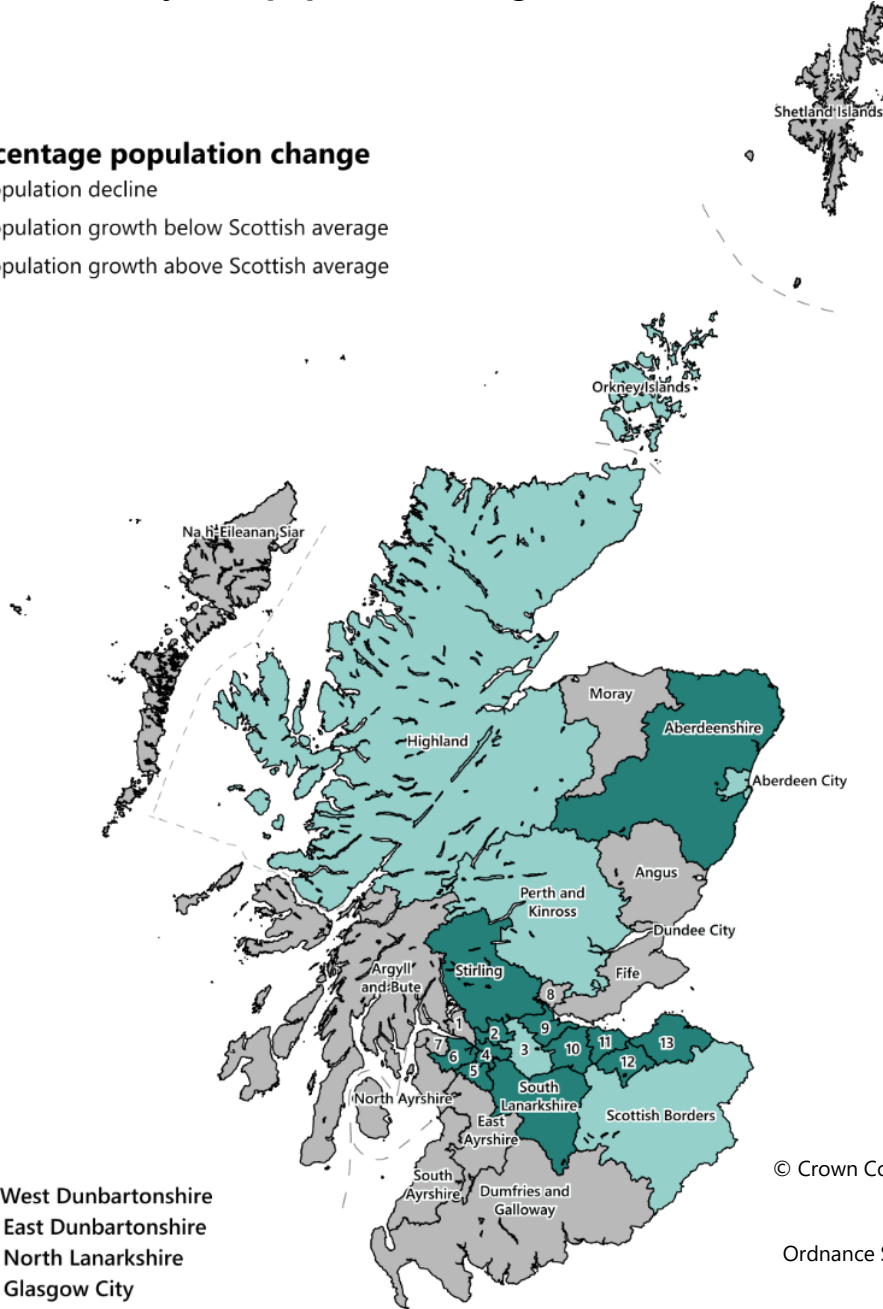 Shetland Islands
centage population change
pulation decline
pulation growth below Scottish average
pulation growth above Scottish average
Orkney Islands
Na h-Eileanan Siar
Moray
Aberdeenshire
Highland
Aberdeen City
Angus
Perth and
Kinross
Dundee City
Argyll
and Bute
Stirling
Fife
8
1
2
9
7
3
10
11
13
6
4
12
5
South
Lanarkshire
North Ayrshire
Scottish Borders
East
Ayrshire
South
Ayrshire
Dumfries and
Galloway
© Crown Co
West Dunbartonshire
East Dunbartonshire
Ordnance
North Lanarkshire
Glasgow City